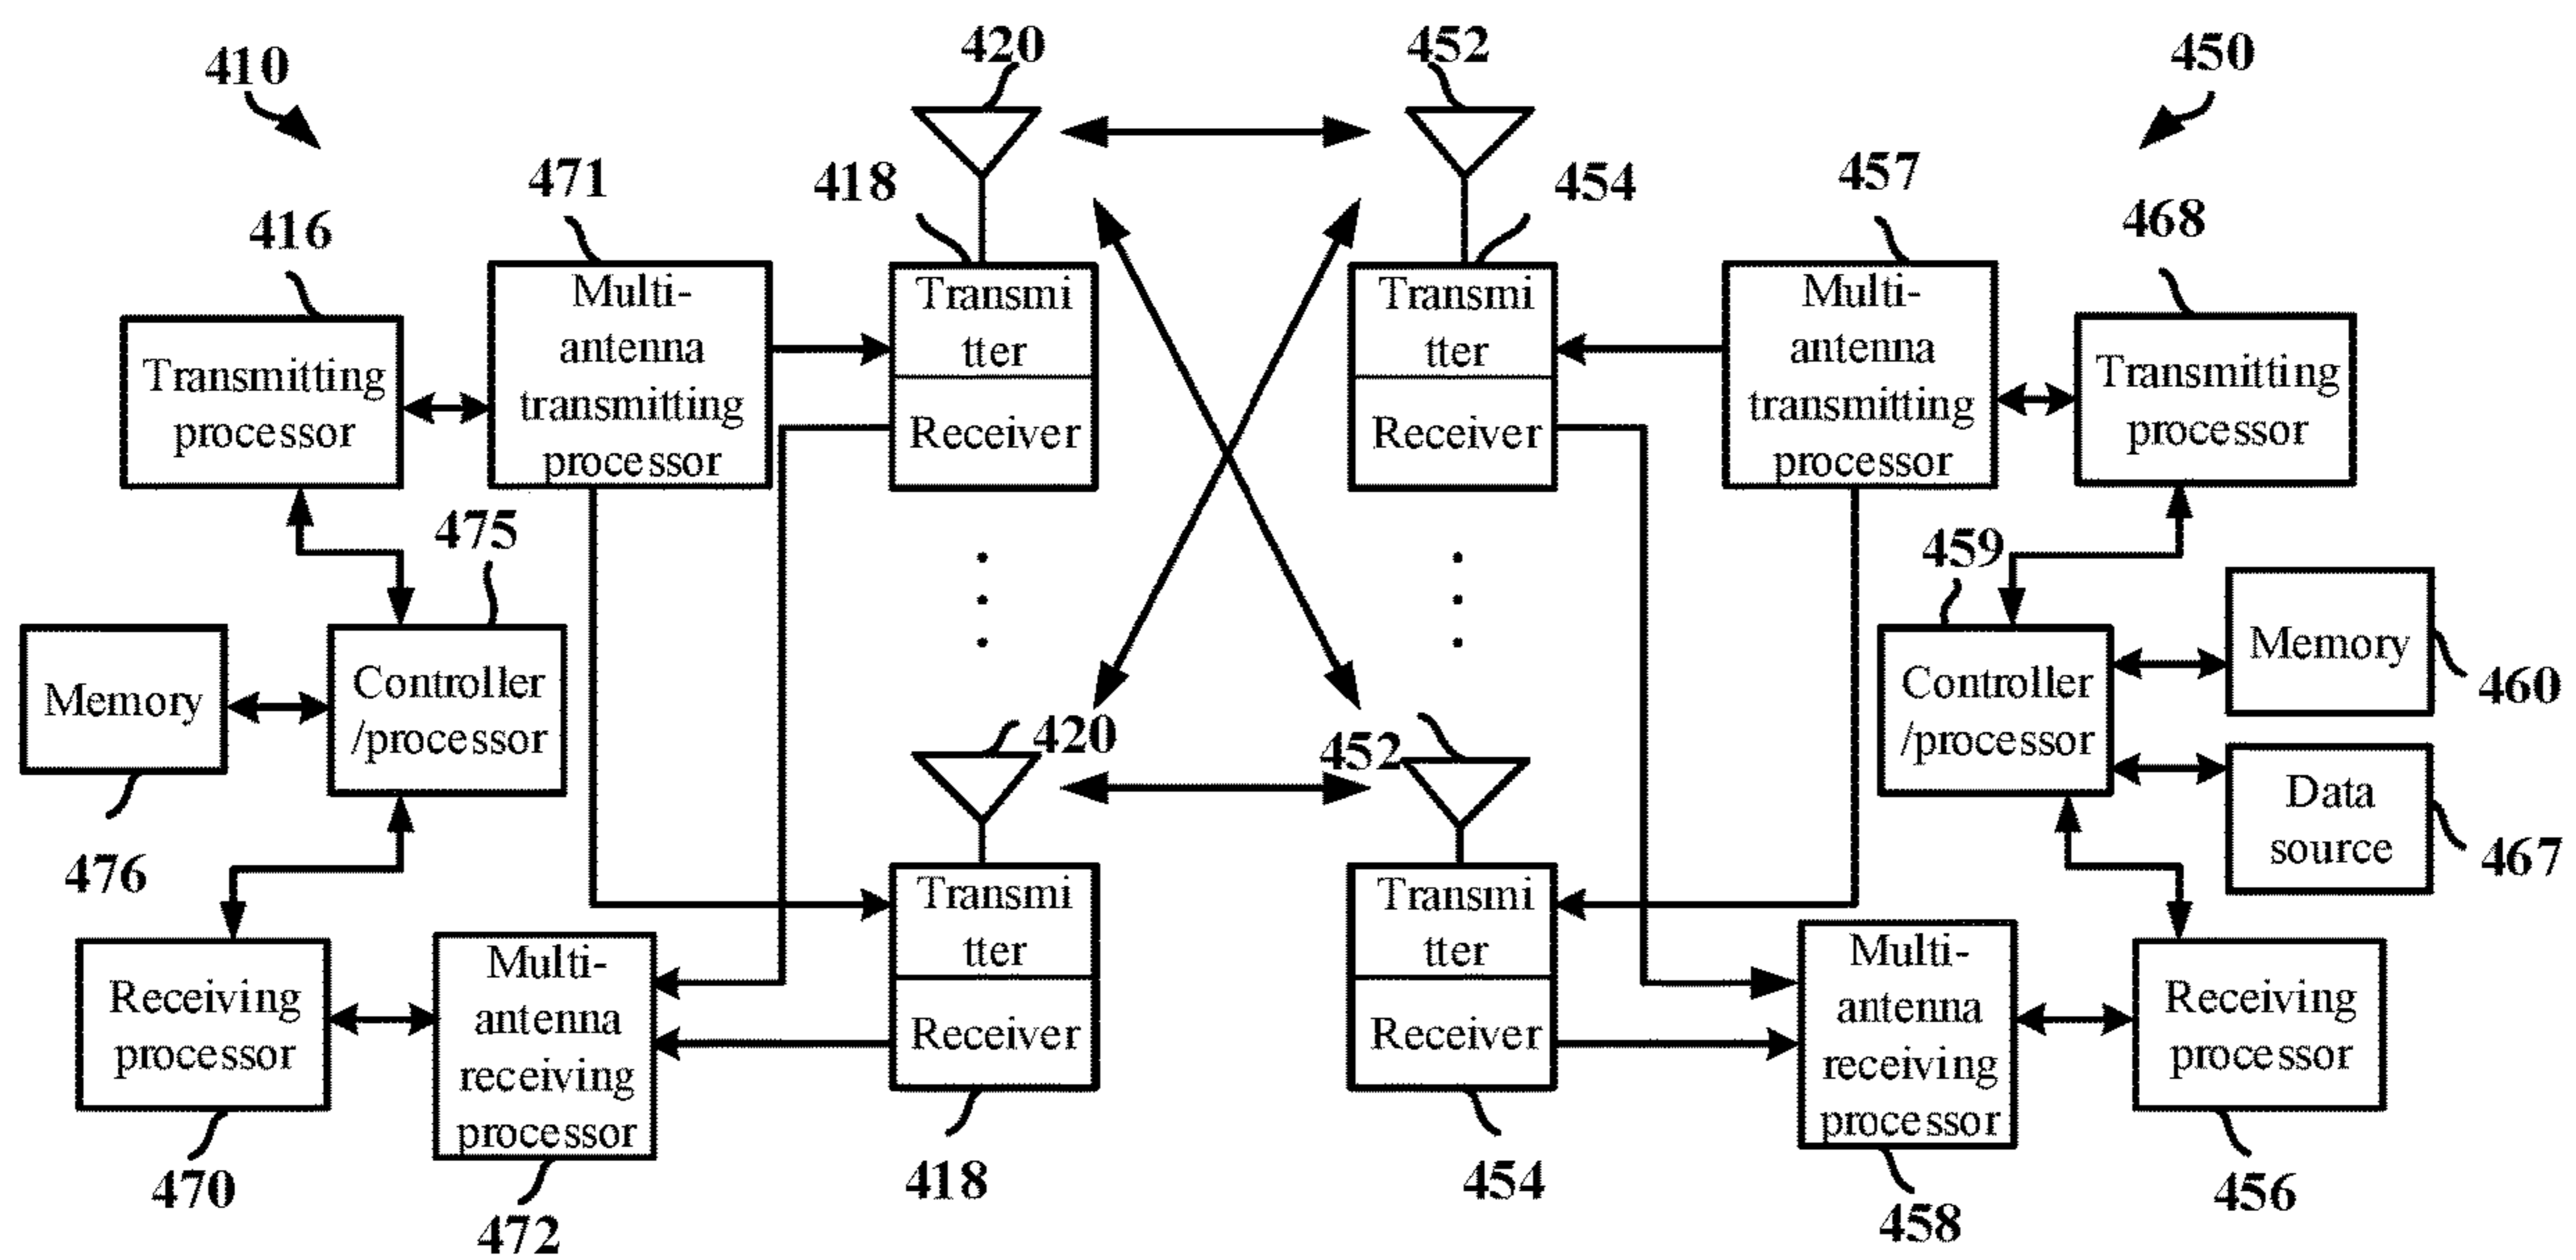 410
420
452
450
471
418
454
457
468
416
Multi-
antenna
transmitting
processor
Transmi
tter
Receiver
Transmi
tter
Receiver
Multi-
antenna
transmitting
processor
Transmitting
processor
Transmitting
processor
475
459
Memory
Controller
/processor
Controller
/processor
Memory
460
476
420
452
Data
source
467
Receiving
processor
Multi-
antenna
receiving
processor
Transmi
tter
Receiver
Transmi
tter
Receiver
Multi-
antenna
receiving
processor
Receiving
processor
470
472
418
454
458
456